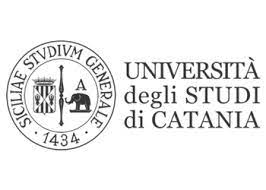 SICILIAE STVDIVM GENERALE
· 1434 ·
A
UNIVERSITÀ
degli STUDI
di CATANIA